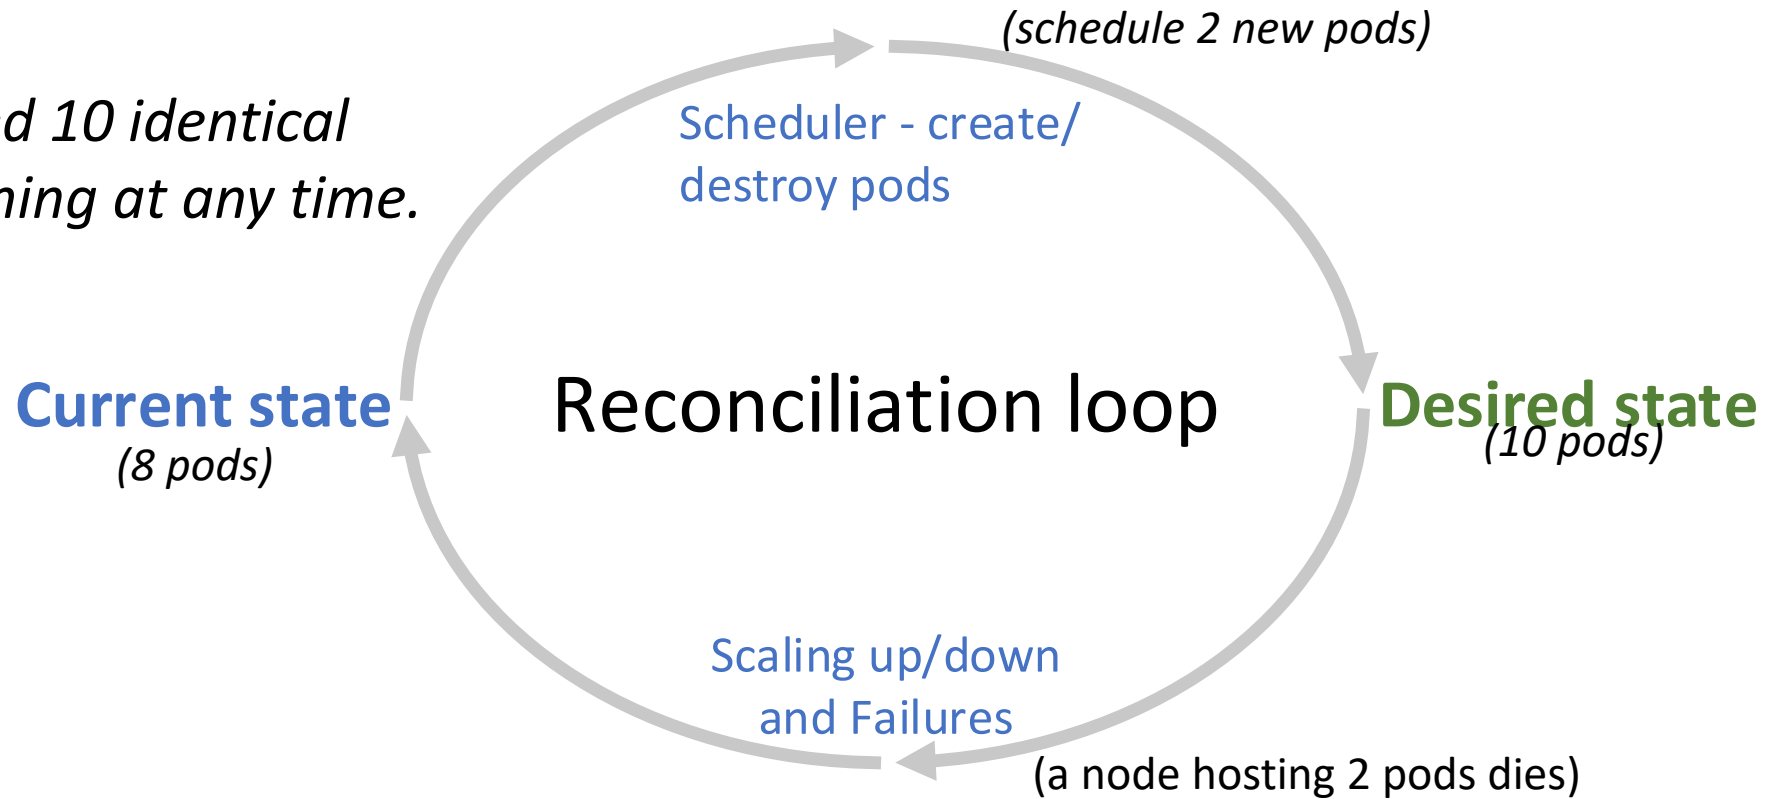 (schedule 2 new pods)
10 identical
at any time.
Scheduler - create/
destroy pods
Current state
(8 pods)
Reconciliation loop
Desired state
(10 pods)
Scaling up/down
and Failures
(a node hosting 2 pods dies)